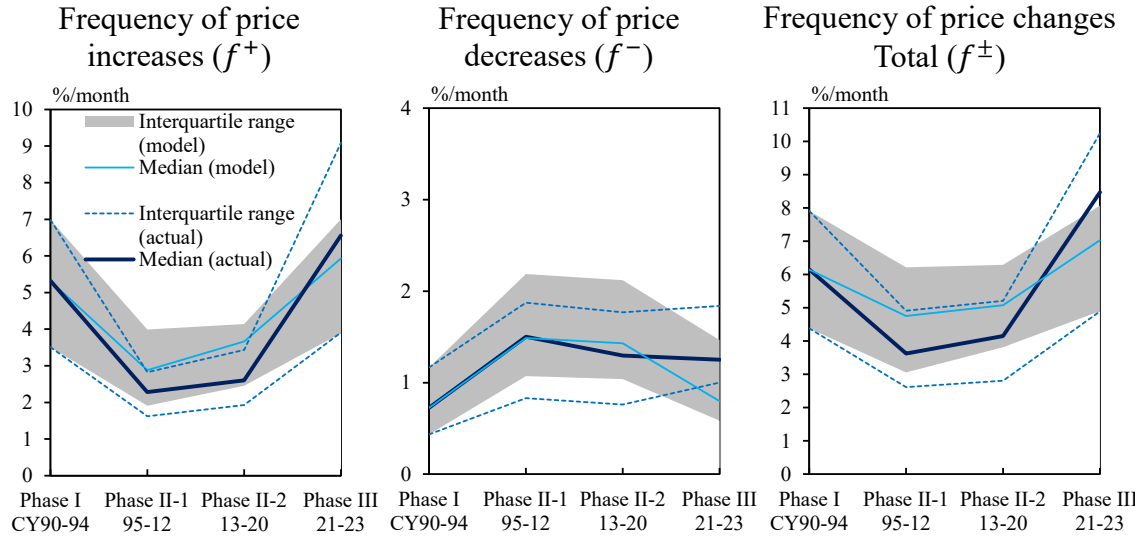 Frequency of price
increases (f⁺)
%/month
10
9
8
7
6
5
4
3
2
1
0
Interquartile range
(model)
Median (model)
Interquartile range
(actual)
Median (actual)
Phase I Phase II-1 Phase II-2 Phase III
CY90-94 95-12 13-20 21-23
Frequency of price
decreases (f⁻)
%/month
4
3
2
1
0
Phase I Phase II-1 Phase II-2 Phase III
CY90-94 95-12 13-20 21-23
Frequency of price changes
Total (f±)
%/month
11
10
9
8
7
6
5
4
3
2
1
0
Phase I Phase II-1 Phase II-2 Phase III
CY90-94 95-12 13-20 21-23